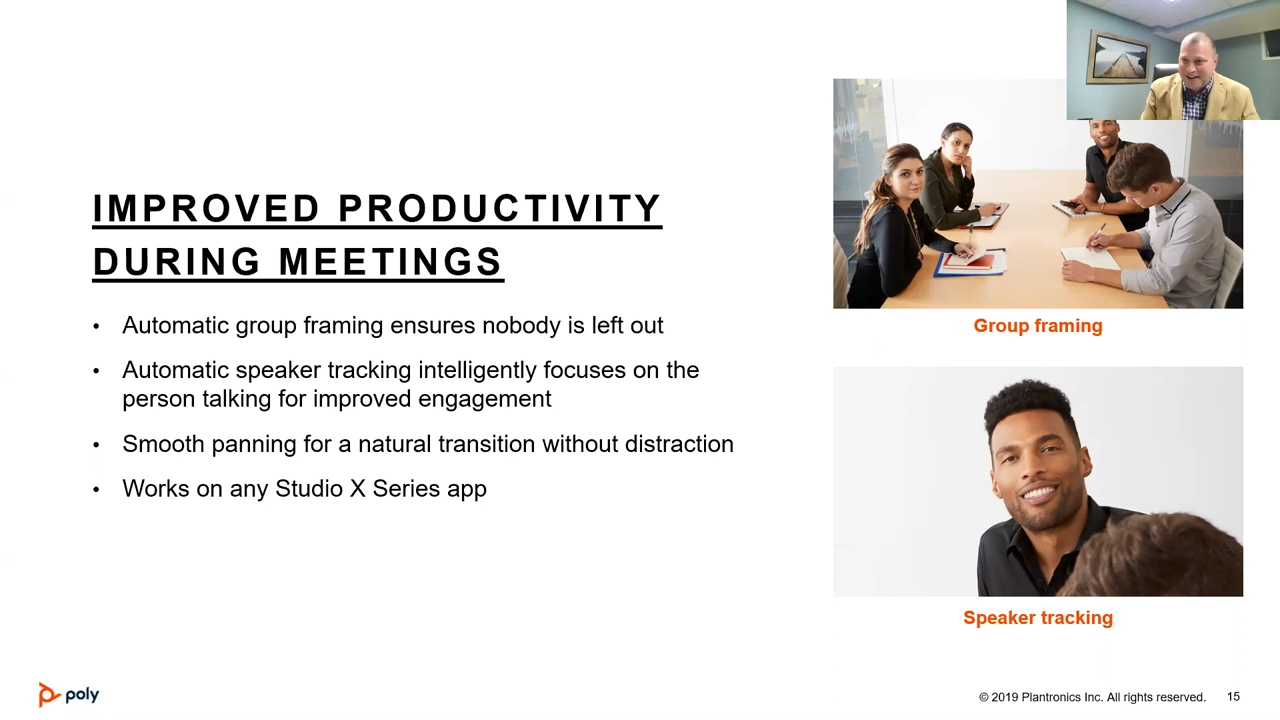 IMPROVED PRODUCTIVITY
DURING MEETINGS
• Automatic group framing ensures nobody is left out
• Automatic speaker tracking intelligently focuses on the
person talking for improved engagement
• Smooth panning for a natural transition without distraction
• Works on any Studio X Series app
Group framing
Speaker tracking
poly
© 2019 Plantronics Inc. All rights reserved. 15